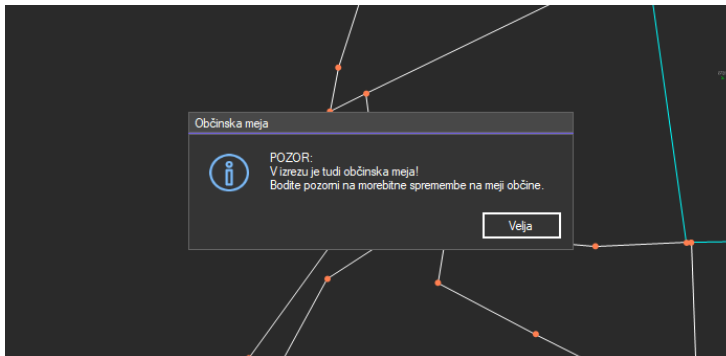 Občinska meja
POZOR:
V izrezu je tudi občinska meja!
Bodite pozorni na morebitne spremembe na meji občine.
Velja